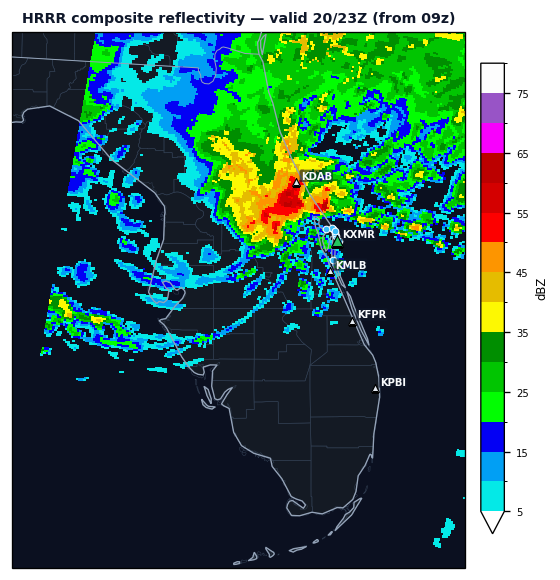 HRRR composite reflectivity — valid 20/23Z (from 09z)
75
65
KDAB
55
KXMR
45
dBZ
KMLB
KFPR
35
KPBI
25
15
5